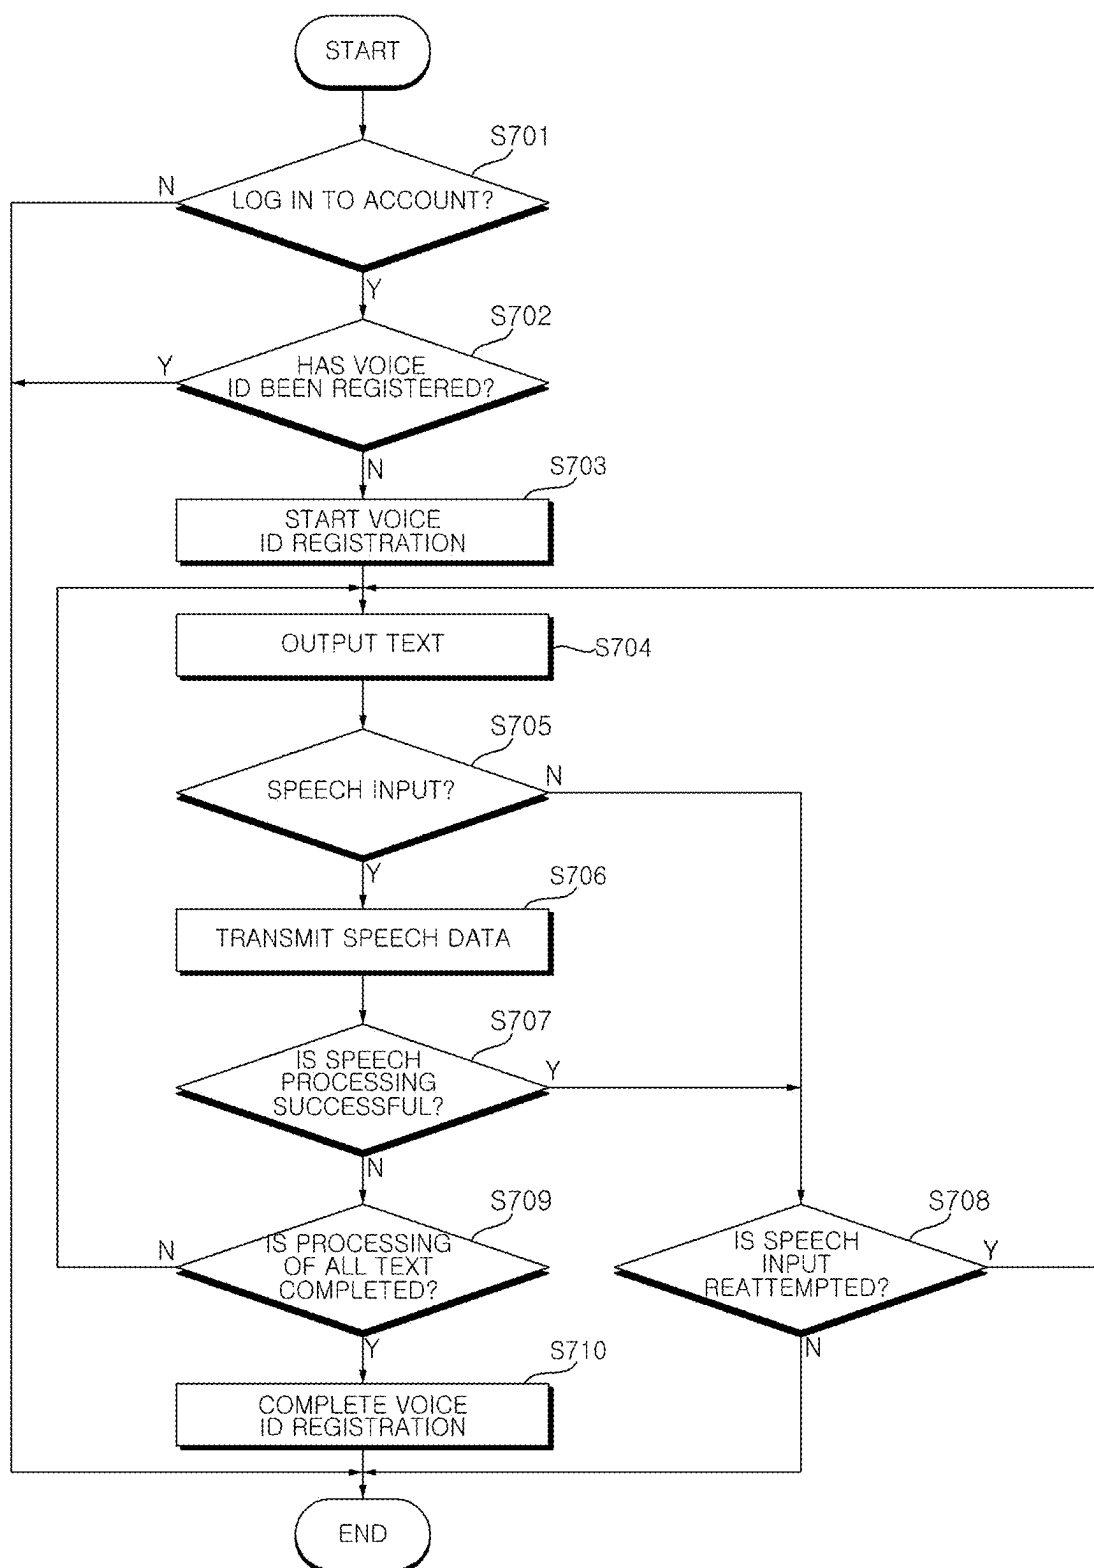 START
S701
N
LOG IN TO ACCOUNT?
Y
S702
Y
HAS VOICE
ID BEEN REGISTERED?
N
S703
START VOICE
ID REGISTRATION
OUTPUT TEXT
S704
S705
N
SPEECH INPUT?
Y
S706
TRANSMIT SPEECH DATA
S707
IS SPEECH
PROCESSING
SUCCESSFUL?
Y
N
S709
N
IS PROCESSING
OF ALL TEXT
COMPLETED?
Y
S708
IS SPEECH
INPUT
REATTEMPTED?
Y
N
S710
COMPLETE VOICE
ID REGISTRATION
END